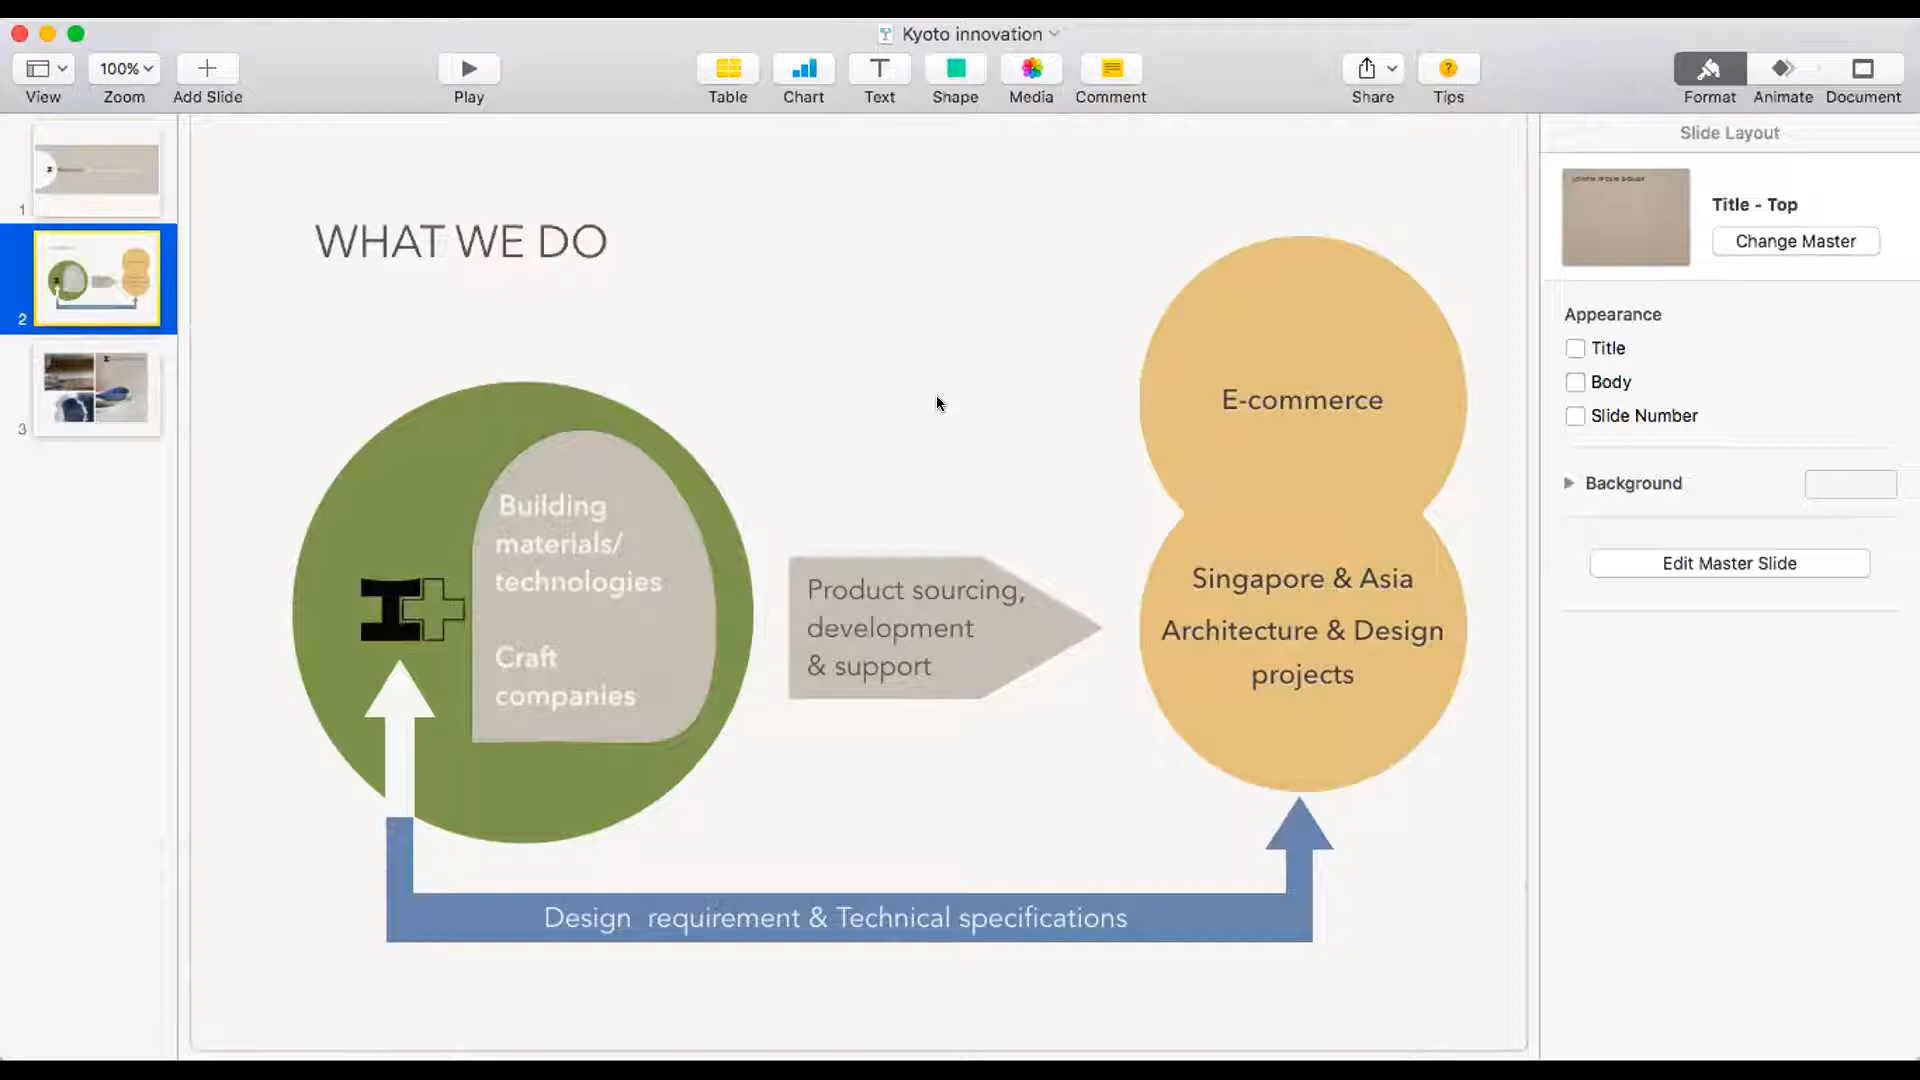 Kyoto innovation
100%
View
Zoom
Add Slide
Play
Table
Chart
Text
Shape
Media
Comment
Share
Tips
Format
Animate
Document
1
2
3
WHAT WE DO
Building
materials/
technologies
Craft
companies
Product sourcing,
development
& support
E-commerce
Singapore & Asia
Architecture & Design
projects
Design requirement & Technical specifications
Slide Layout
LOREM IPSUM DOLOR
Title - Top
Change Master
Appearance
Title
Body
Slide Number
Background
Edit Master Slide